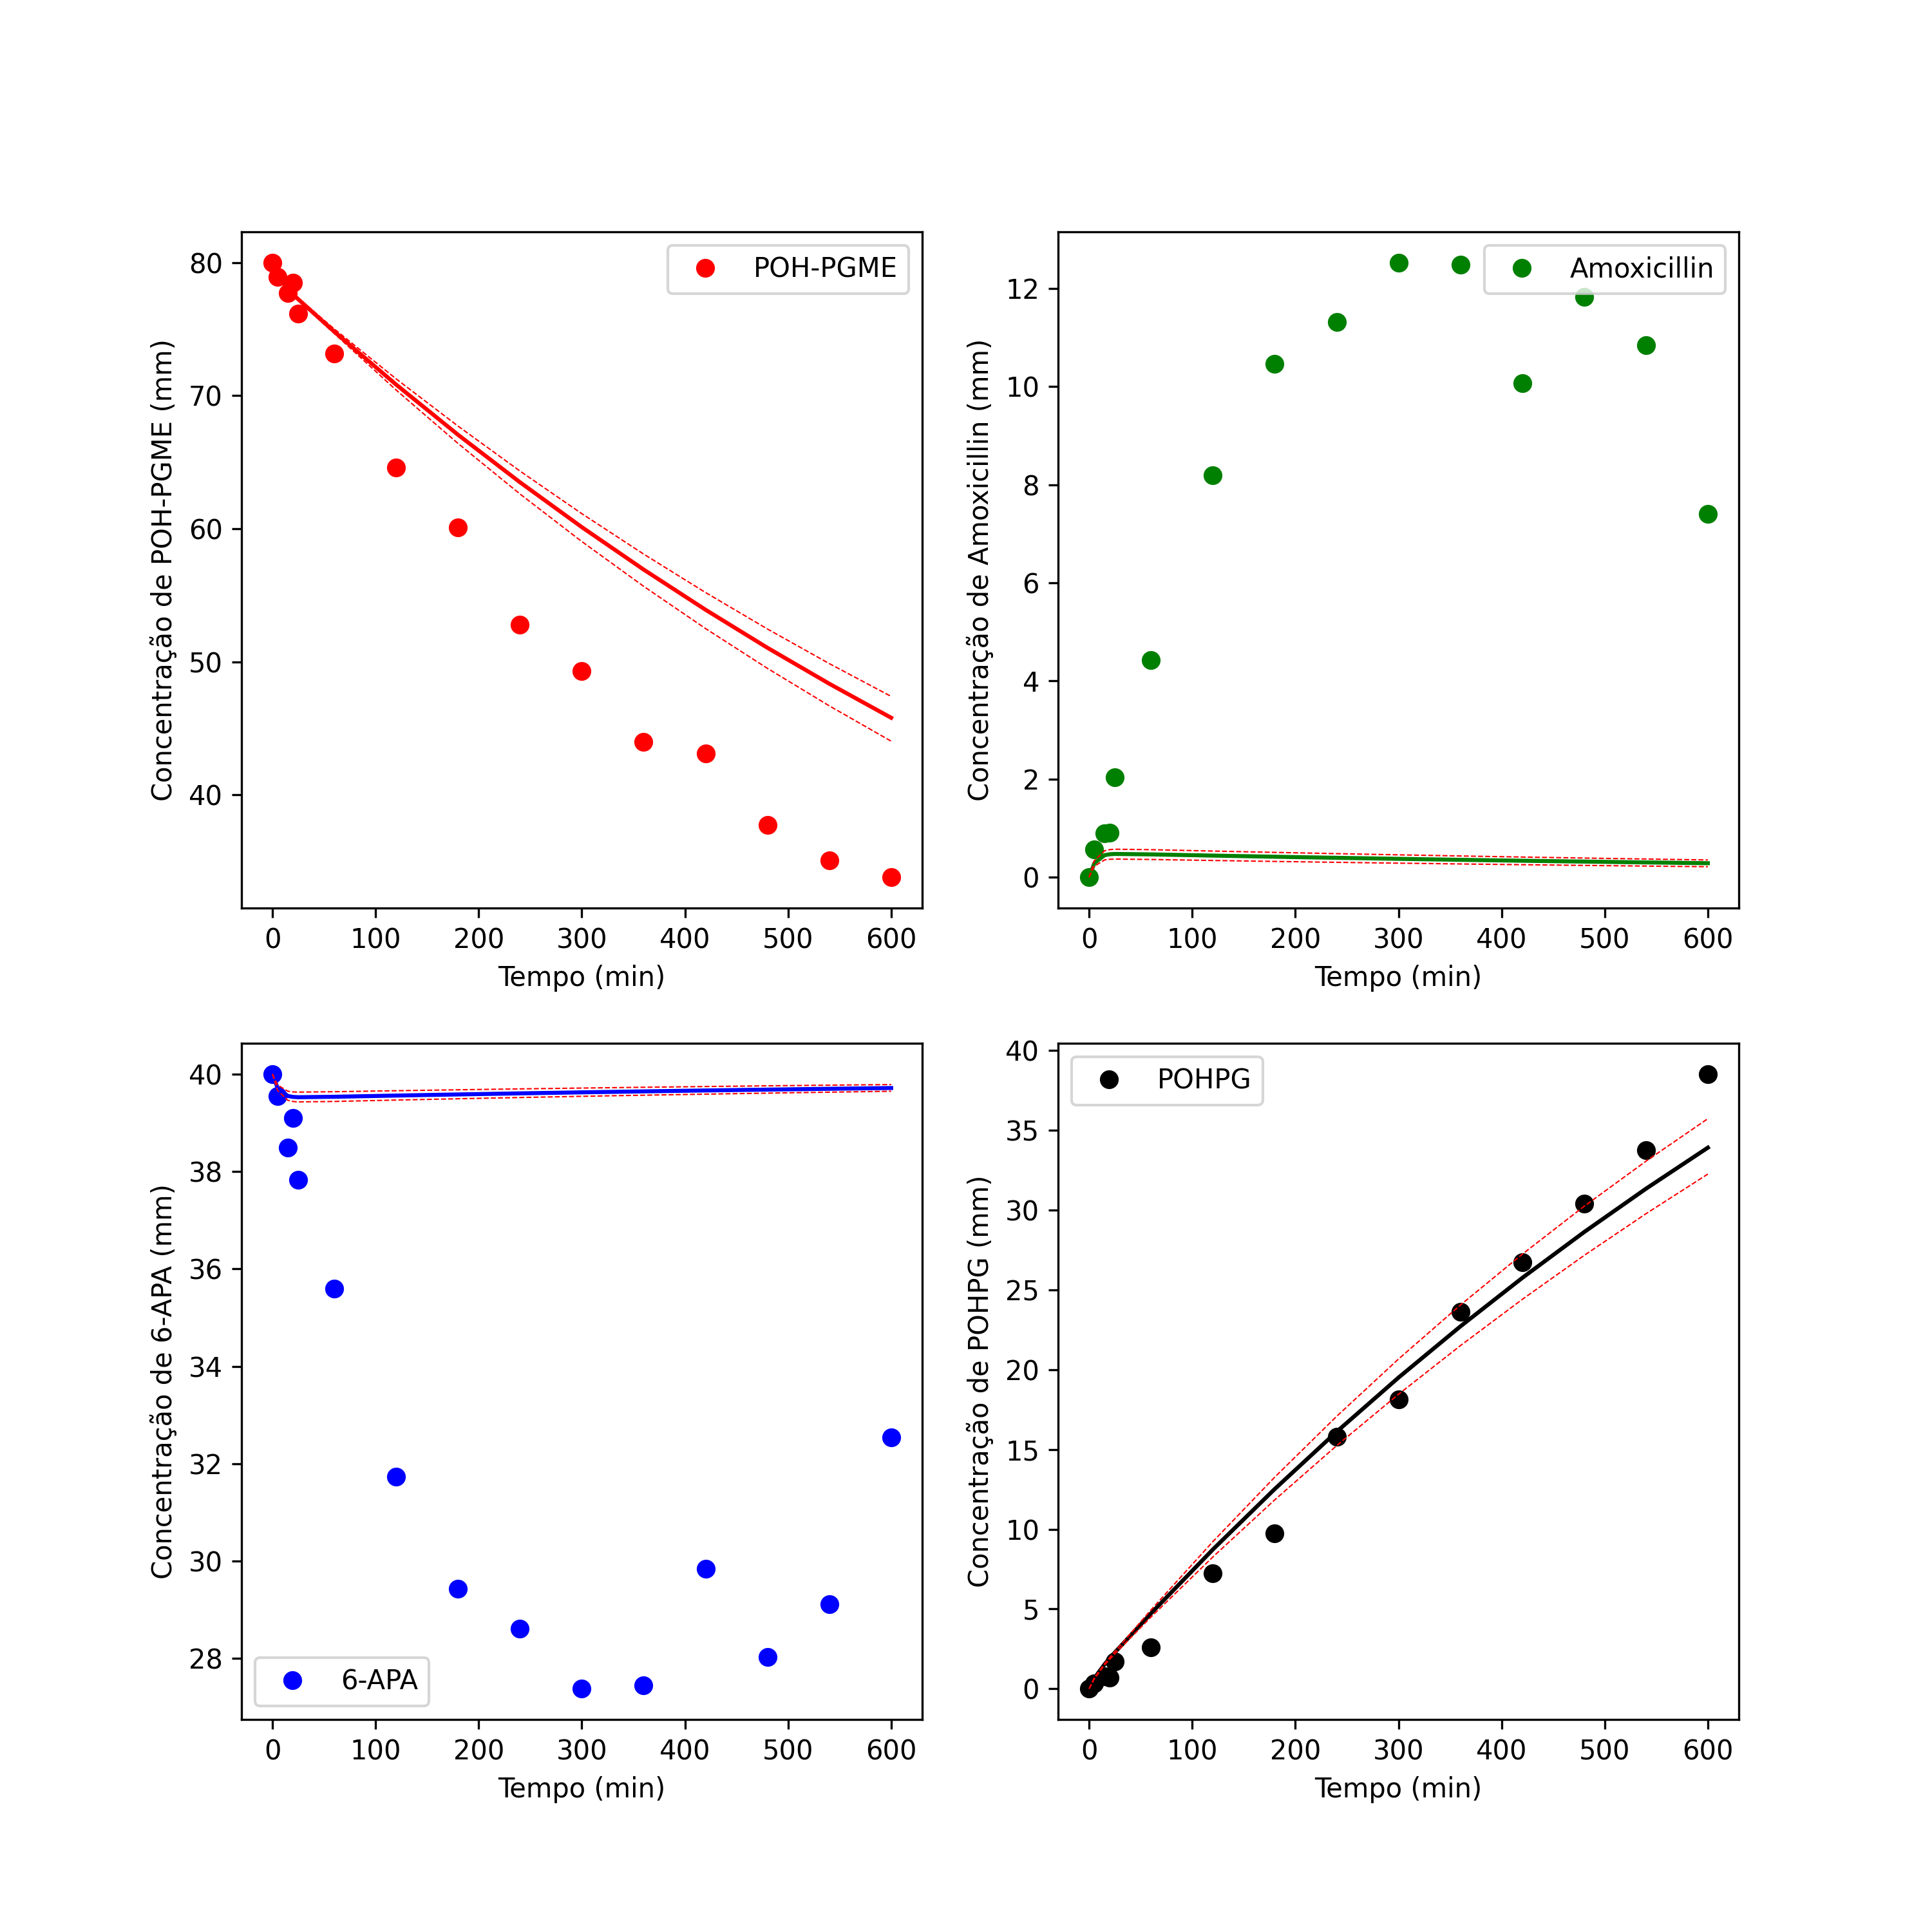 POH-PGME
Concentração de POH-PGME (mm)
80
70
60
50
40
0 100 200 300 400 500 600
Tempo (min)
Amoxicillin
Concentração de Amoxicillin (mm)
12
10
8
6
4
2
0
0 100 200 300 400 500 600
Tempo (min)
6-APA
Concentração de 6-APA (mm)
40
38
36
34
32
30
28
0 100 200 300 400 500 600
Tempo (min)
POHPG
Concentração de POHPG (mm)
40
35
30
25
20
15
10
5
0
0 100 200 300 400 500 600
Tempo (min)